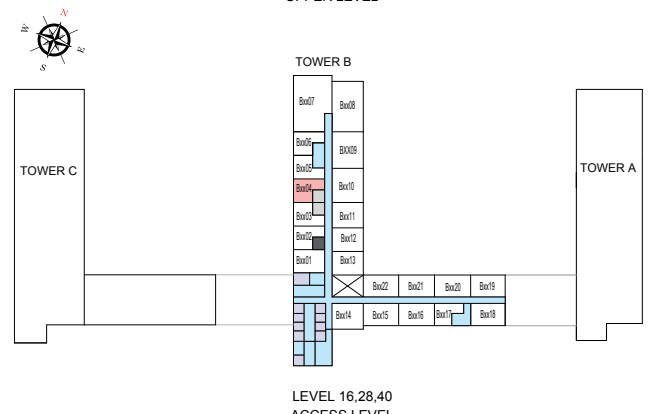 UPPER LEVEL
N
W
E
S
TOWER B
Bxx07
Bxx08
Bxx06
BXX09
Bxx05
TOWER C
TOWER A
Bxx04
Bxx10
Bxx03
Bxx11
Bxx02
Bxx12
Bxx01
Bxx13
Bxx22
Bxx21
Bxx20
Bxx19
Bxx14
Bxx15
Bxx16
Bxx17
Bxx18
LEVEL 16,28,40
ACCESS LEVEL